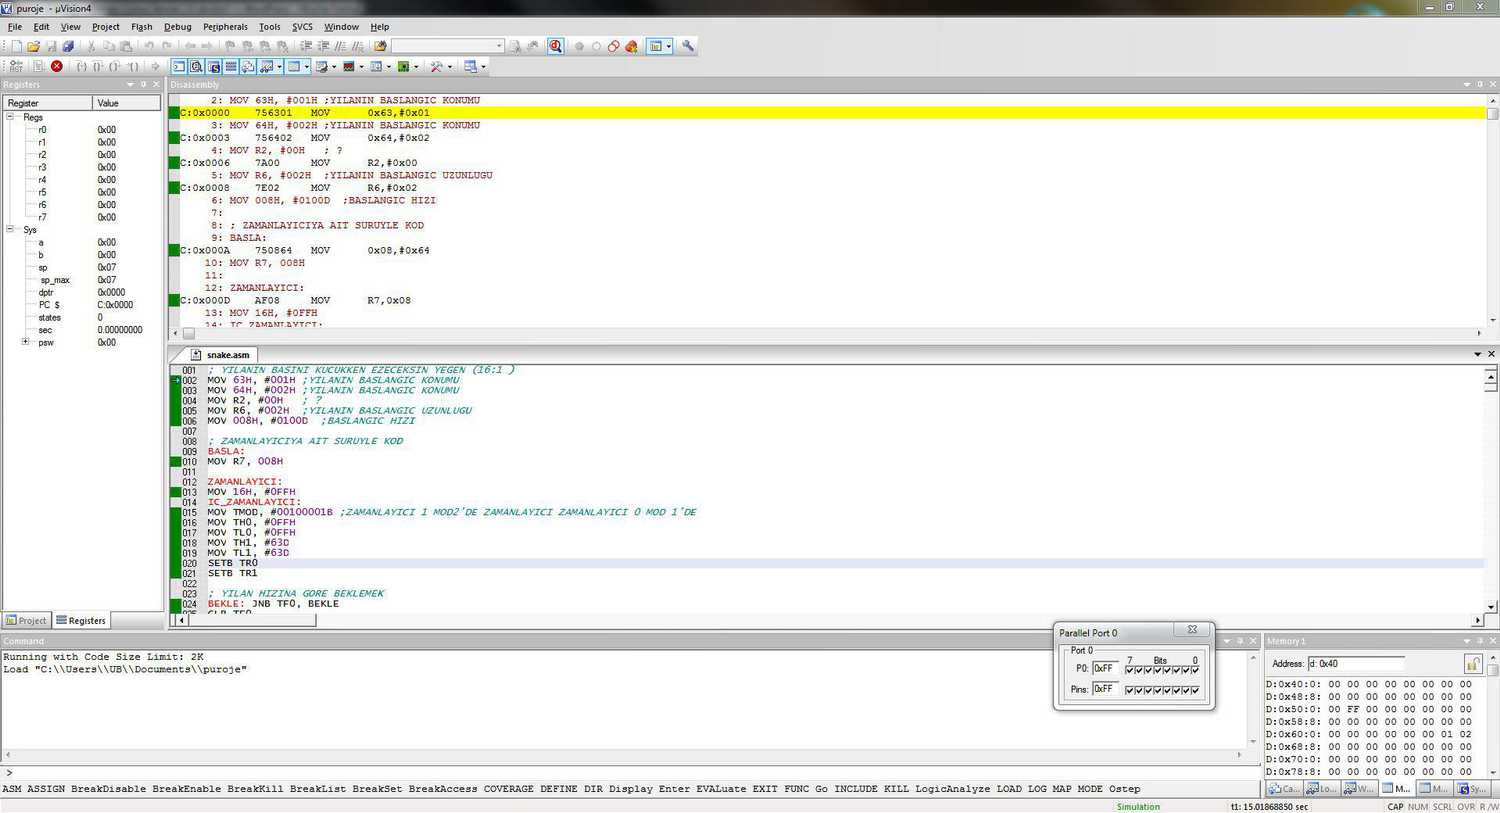 puroje - µVision4
File Edit View Project Flash Debug Peripherals Tools SVCS Window Help
Registers
Register Value
Regs
r0 0x00
r1 0x00
r2 0x00
r3 0x00
r4 0x00
r5 0x00
r6 0x00
r7 0x00
Sys
a 0x00
b 0x00
sp 0x07
sp_max 0x07
dptr 0x0000
PC $ C:0x0000
states 0
sec 0.00000000
psw 0x00
Project Registers
Disassembly
2: MOV 63H, #001H ;YILANIN BASLANGIC KONUMU
C:0x0000 756301 MOV 0x63,#0x01
3: MOV 64H, #002H ;YILANIN BASLANGIC KONUMU
C:0x0003 756402 MOV 0x64,#0x02
4: MOV R2, #00H ; ?
C:0x0006 7A00 MOV R2,#0x00
5: MOV R6, #002H ;YILANIN BASLANGIC UZUNLUGU
C:0x0008 7E02 MOV R6,#0x02
6: MOV 008H, #0100D ;BASLANGIC HIZI
7:
8: ; ZAMANLAYICIYA AIT SURUYLE KOD
9: BASLA:
C:0x000A 750864 MOV 0x08,#0x64
10: MOV R7, 008H
11:
12: ZAMANLAYICI:
C:0x000D AF08 MOV R7,0x08
13: MOV 16H, #0FFH
14: IC_ZAMANLAYICI:
snake.asm
001 ; YILANIN BASINI KUCUKKEN EZECEKSIN YEGEN (16:1 )
002 MOV 63H, #001H ;YILANIN BASLANGIC KONUMU
003 MOV 64H, #002H ;YILANIN BASLANGIC KONUMU
004 MOV R2, #00H ; ?
005 MOV R6, #002H ;YILANIN BASLANGIC UZUNLUGU
006 MOV 008H, #0100D ;BASLANGIC HIZI
007
008 ; ZAMANLAYICIYA AIT SURUYLE KOD
009 BASLA:
010 MOV R7, 008H
011
012 ZAMANLAYICI:
013 MOV 16H, #0FFH
014 IC_ZAMANLAYICI:
015 MOV TMOD, #00100001B ;ZAMANLAYICI 1 MOD2'DE ZAMANLAYICI ZAMANLAYICI 0 MOD 1'DE
016 MOV TH0, #0FFH
017 MOV TL0, #0FFH
018 MOV TH1, #63D
019 MOV TL1, #63D
020 SETB TR0
021 SETB TR1
022
023 ; YILAN HIZINA GORE BEKLEMEK
024 BEKLE: JNB TF0, BEKLE
025 CLR TF0
Command
Running with Code Size Limit: 2K
Load "C:\\Users\\UB\\Documents\\puroje"
>
ASM ASSIGN BreakDisable BreakEnable BreakKill BreakList BreakSet BreakAccess COVERAGE DEFINE DIR Display Enter EVALuate EXIT FUNC Go INCLUDE KILL LogicAnalyze LOAD LOG MAP MODE Ostep
Parallel Port 0
Port 0
7 Bits 0
P0: 0xFF
Pins: 0xFF
Memory 1
Address: d: 0x40
D:0x40:0: 00 00 00 00 00 00 00 00
D:0x48:8: 00 00 00 00 00 00 00 00
D:0x50:0: 00 FF 00 00 00 00 00 00
D:0x58:8: 00 00 00 00 00 00 00 00
D:0x60:0: 00 00 00 00 00 00 01 02
D:0x68:8: 00 00 00 00 00 00 00 00
D:0x70:0: 00 00 00 00 00 00 00 00
D:0x78:8: 00 00 00 00 00 00 00 00
Ca... Lo... W... M... M... Sy...
Simulation t1: 15.01868850 sec CAP NUM SCRL OVR R/W